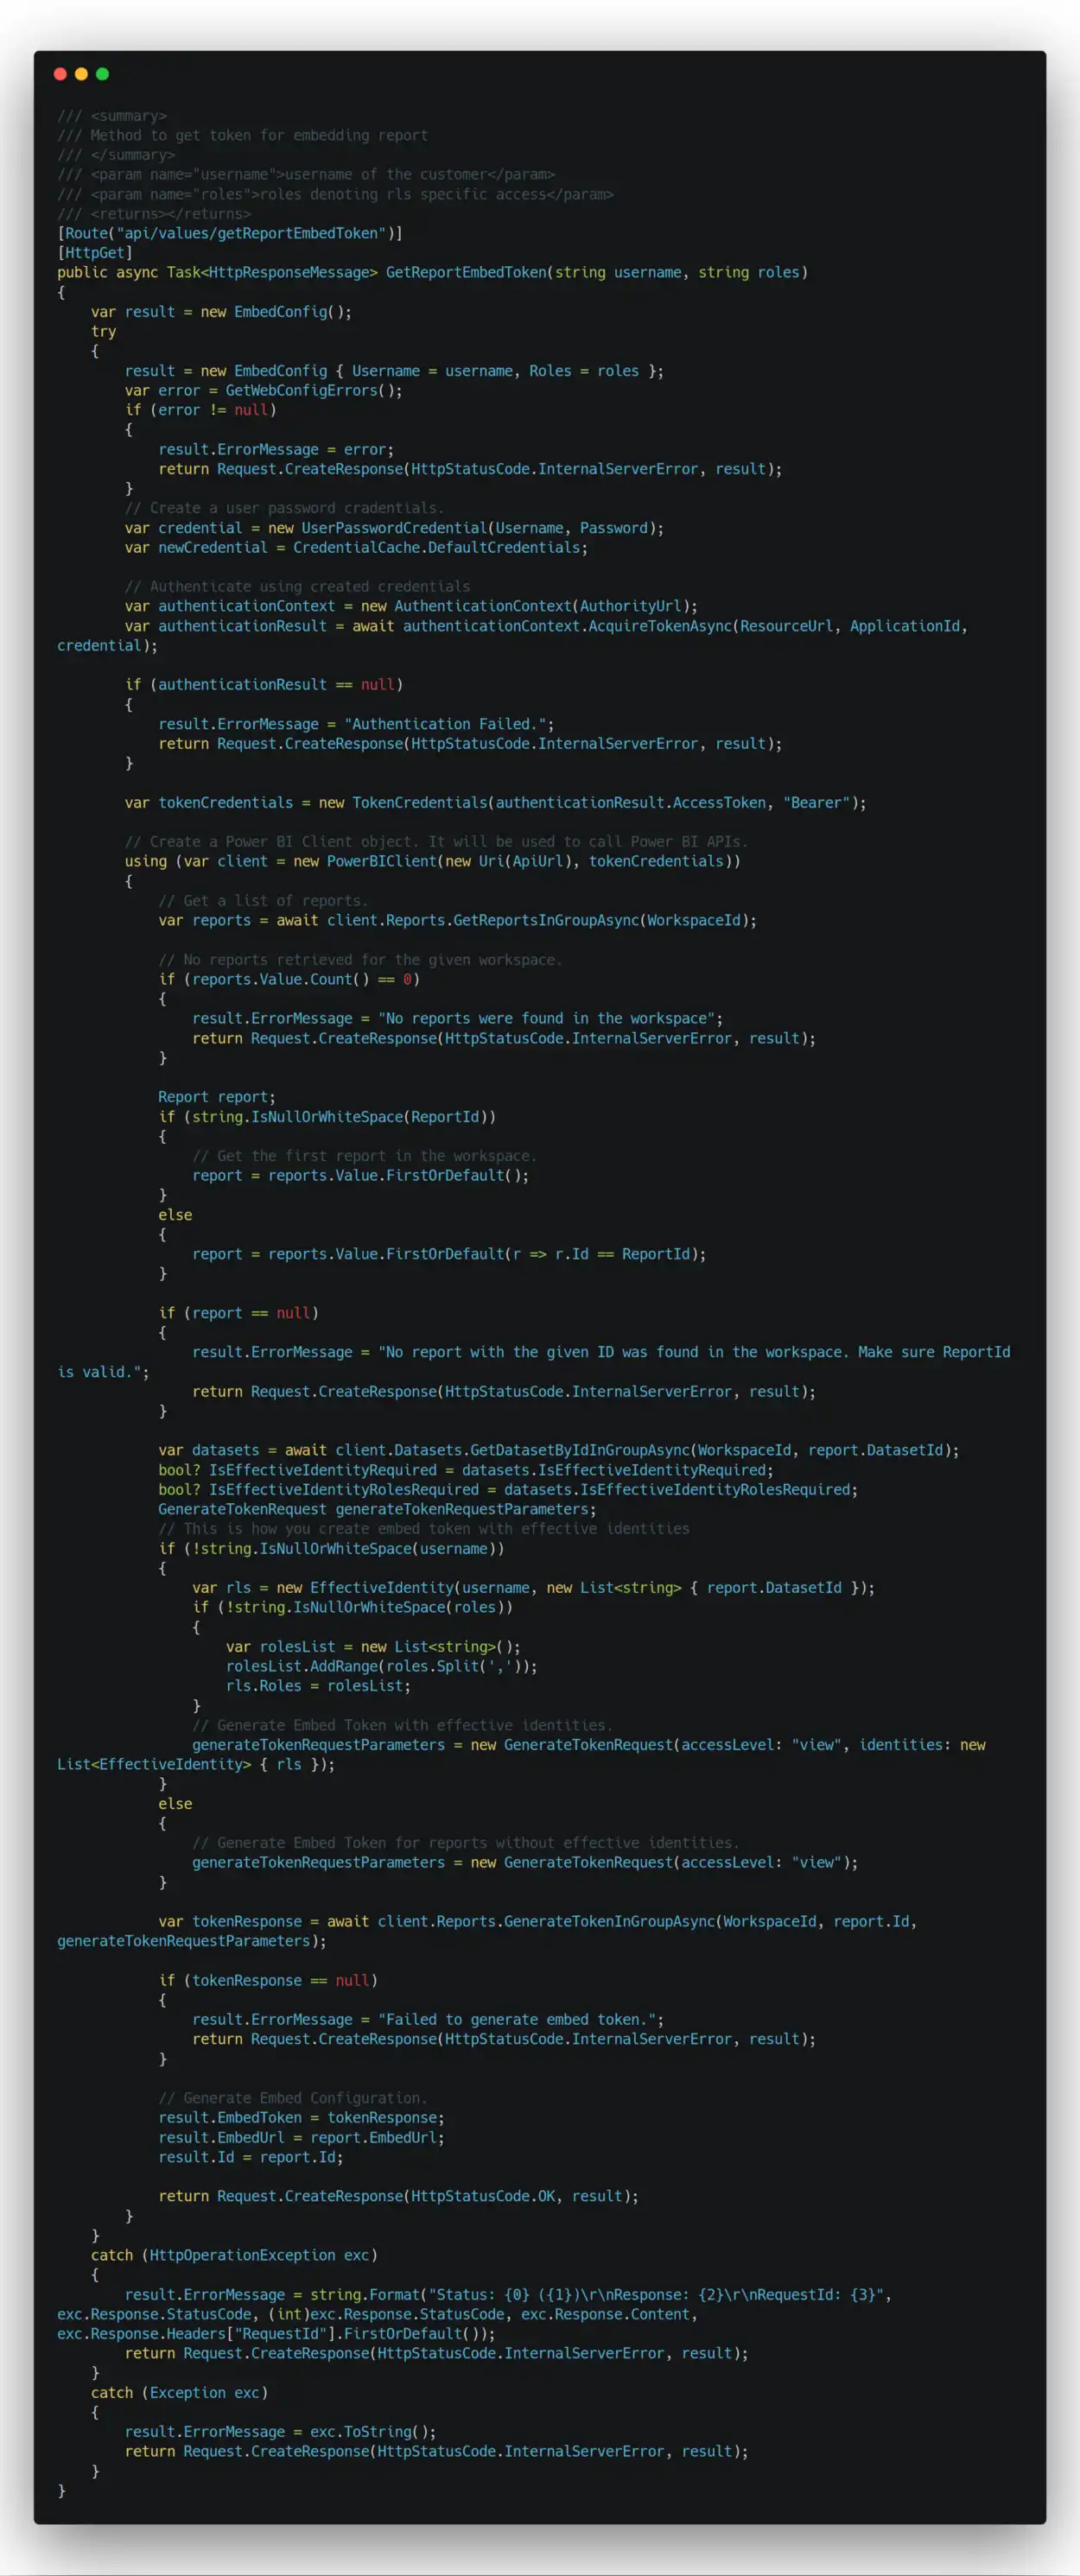 /// <summary>
/// Method to get token for embedding report
/// </summary>
/// <param name="username">username of the customer</param>
/// <param name="roles">roles denoting rls specific access</param>
/// <returns></returns>
[Route("api/values/getReportEmbedToken")]
[HttpGet]
public async Task<HttpResponseMessage> GetReportEmbedToken(string username, string roles)
{
    var result = new EmbedConfig();
    try
    {
        result = new EmbedConfig { Username = username, Roles = roles };
        var error = GetWebConfigErrors();
        if (error != null)
        {
            result.ErrorMessage = error;
            return Request.CreateResponse(HttpStatusCode.InternalServerError, result);
        }
        // Create a user password cradentials.
        var credential = new UserPasswordCredential(Username, Password);
        var newCredential = CredentialCache.DefaultCredentials;

        // Authenticate using created credentials
        var authenticationContext = new AuthenticationContext(AuthorityUrl);
        var authenticationResult = await authenticationContext.AcquireTokenAsync(ResourceUrl, ApplicationId,
credential);

        if (authenticationResult == null)
        {
            result.ErrorMessage = "Authentication Failed.";
            return Request.CreateResponse(HttpStatusCode.InternalServerError, result);
        }

        var tokenCredentials = new TokenCredentials(authenticationResult.AccessToken, "Bearer");

        // Create a Power BI Client object. It will be used to call Power BI APIs.
        using (var client = new PowerBIClient(new Uri(ApiUrl), tokenCredentials))
        {
            // Get a list of reports.
            var reports = await client.Reports.GetReportsInGroupAsync(WorkspaceId);

            // No reports retrieved for the given workspace.
            if (reports.Value.Count() == 0)
            {
                result.ErrorMessage = "No reports were found in the workspace";
                return Request.CreateResponse(HttpStatusCode.InternalServerError, result);
            }

            Report report;
            if (string.IsNullOrWhiteSpace(ReportId))
            {
                // Get the first report in the workspace.
                report = reports.Value.FirstOrDefault();
            }
            else
            {
                report = reports.Value.FirstOrDefault(r => r.Id == ReportId);
            }

            if (report == null)
            {
                result.ErrorMessage = "No report with the given ID was found in the workspace. Make sure ReportId
is valid.";
                return Request.CreateResponse(HttpStatusCode.InternalServerError, result);
            }

            var datasets = await client.Datasets.GetDatasetByIdInGroupAsync(WorkspaceId, report.DatasetId);
            bool? IsEffectiveIdentityRequired = datasets.IsEffectiveIdentityRequired;
            bool? IsEffectiveIdentityRolesRequired = datasets.IsEffectiveIdentityRolesRequired;
            GenerateTokenRequest generateTokenRequestParameters;
            // This is how you create embed token with effective identities
            if (!string.IsNullOrWhiteSpace(username))
            {
                var rls = new EffectiveIdentity(username, new List<string> { report.DatasetId });
                if (!string.IsNullOrWhiteSpace(roles))
                {
                    var rolesList = new List<string>();
                    rolesList.AddRange(roles.Split(','));
                    rls.Roles = rolesList;
                }
                // Generate Embed Token with effective identities.
                generateTokenRequestParameters = new GenerateTokenRequest(accessLevel: "view", identities: new
List<EffectiveIdentity> { rls });
            }
            else
            {
                // Generate Embed Token for reports without effective identities.
                generateTokenRequestParameters = new GenerateTokenRequest(accessLevel: "view");
            }

            var tokenResponse = await client.Reports.GenerateTokenInGroupAsync(WorkspaceId, report.Id,
generateTokenRequestParameters);

            if (tokenResponse == null)
            {
                result.ErrorMessage = "Failed to generate embed token.";
                return Request.CreateResponse(HttpStatusCode.InternalServerError, result);
            }

            // Generate Embed Configuration.
            result.EmbedToken = tokenResponse;
            result.EmbedUrl = report.EmbedUrl;
            result.Id = report.Id;

            return Request.CreateResponse(HttpStatusCode.OK, result);
        }
    }
    catch (HttpOperationException exc)
    {
        result.ErrorMessage = string.Format("Status: {0} ({1})\r\nResponse: {2}\r\nRequestId: {3}",
exc.Response.StatusCode, (int)exc.Response.StatusCode, exc.Response.Content,
exc.Response.Headers["RequestId"].FirstOrDefault());
        return Request.CreateResponse(HttpStatusCode.InternalServerError, result);
    }
    catch (Exception exc)
    {
        result.ErrorMessage = exc.ToString();
        return Request.CreateResponse(HttpStatusCode.InternalServerError, result);
    }
}